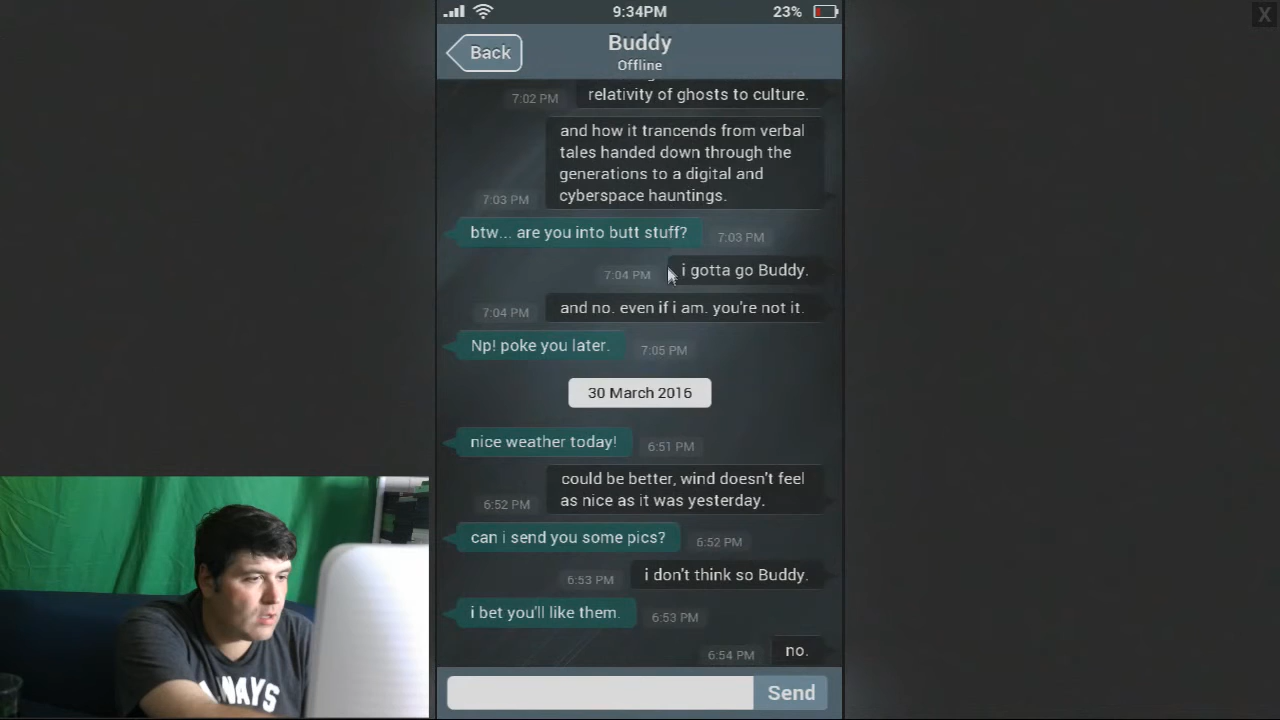 9:34PM
23%
X
Back
Buddy
Offline
relativity of ghosts to culture.
7:02 PM
and how it trancends from verbal
tales handed down through the
generations to a digital and
cyberspace hauntings.
7:03 PM
btw... are you into butt stuff?
7:03 PM
i gotta go Buddy.
7:04 PM
and no. even if i am. you're not it.
7:04 PM
Np! poke you later.
7:05 PM
30 March 2016
nice weather today!
6:51 PM
could be better, wind doesn't feel
as nice as it was yesterday.
6:52 PM
can i send you some pics?
6:52 PM
i don't think so Buddy.
6:53 PM
i bet you'll like them.
6:53 PM
no.
6:54 PM
Send